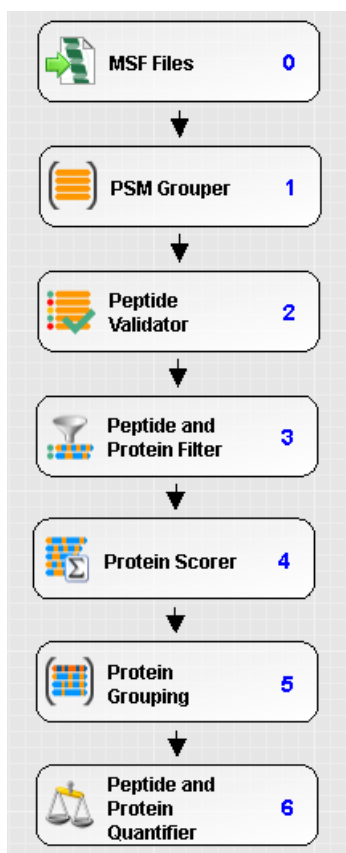 MSF Files 0
PSM Grouper 1
Peptide
Validator 2
Peptide and
Protein Filter 3
Protein Scorer 4
Σ
Protein
Grouping 5
Peptide and
Protein
Quantifier 6